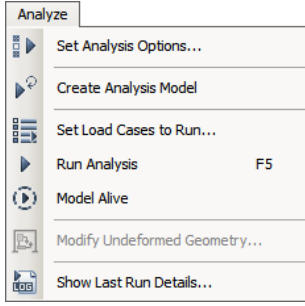 Analyze
Set Analysis Options...
Create Analysis Model
Set Load Cases to Run...
Run Analysis F5
Model Alive
Modify Undeformed Geometry...
LOG Show Last Run Details...